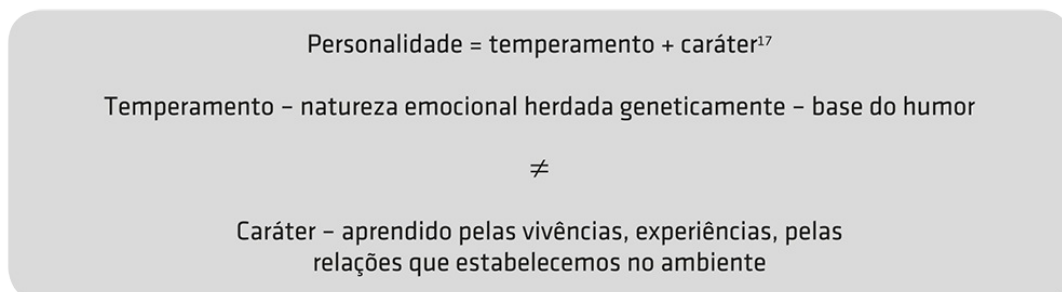 Personalidade = temperamento + caráter¹⁷
Temperamento – natureza emocional herdada geneticamente – base do humor
≠
Caráter – aprendido pelas vivências, experiências, pelas
relações que estabelecemos no ambiente